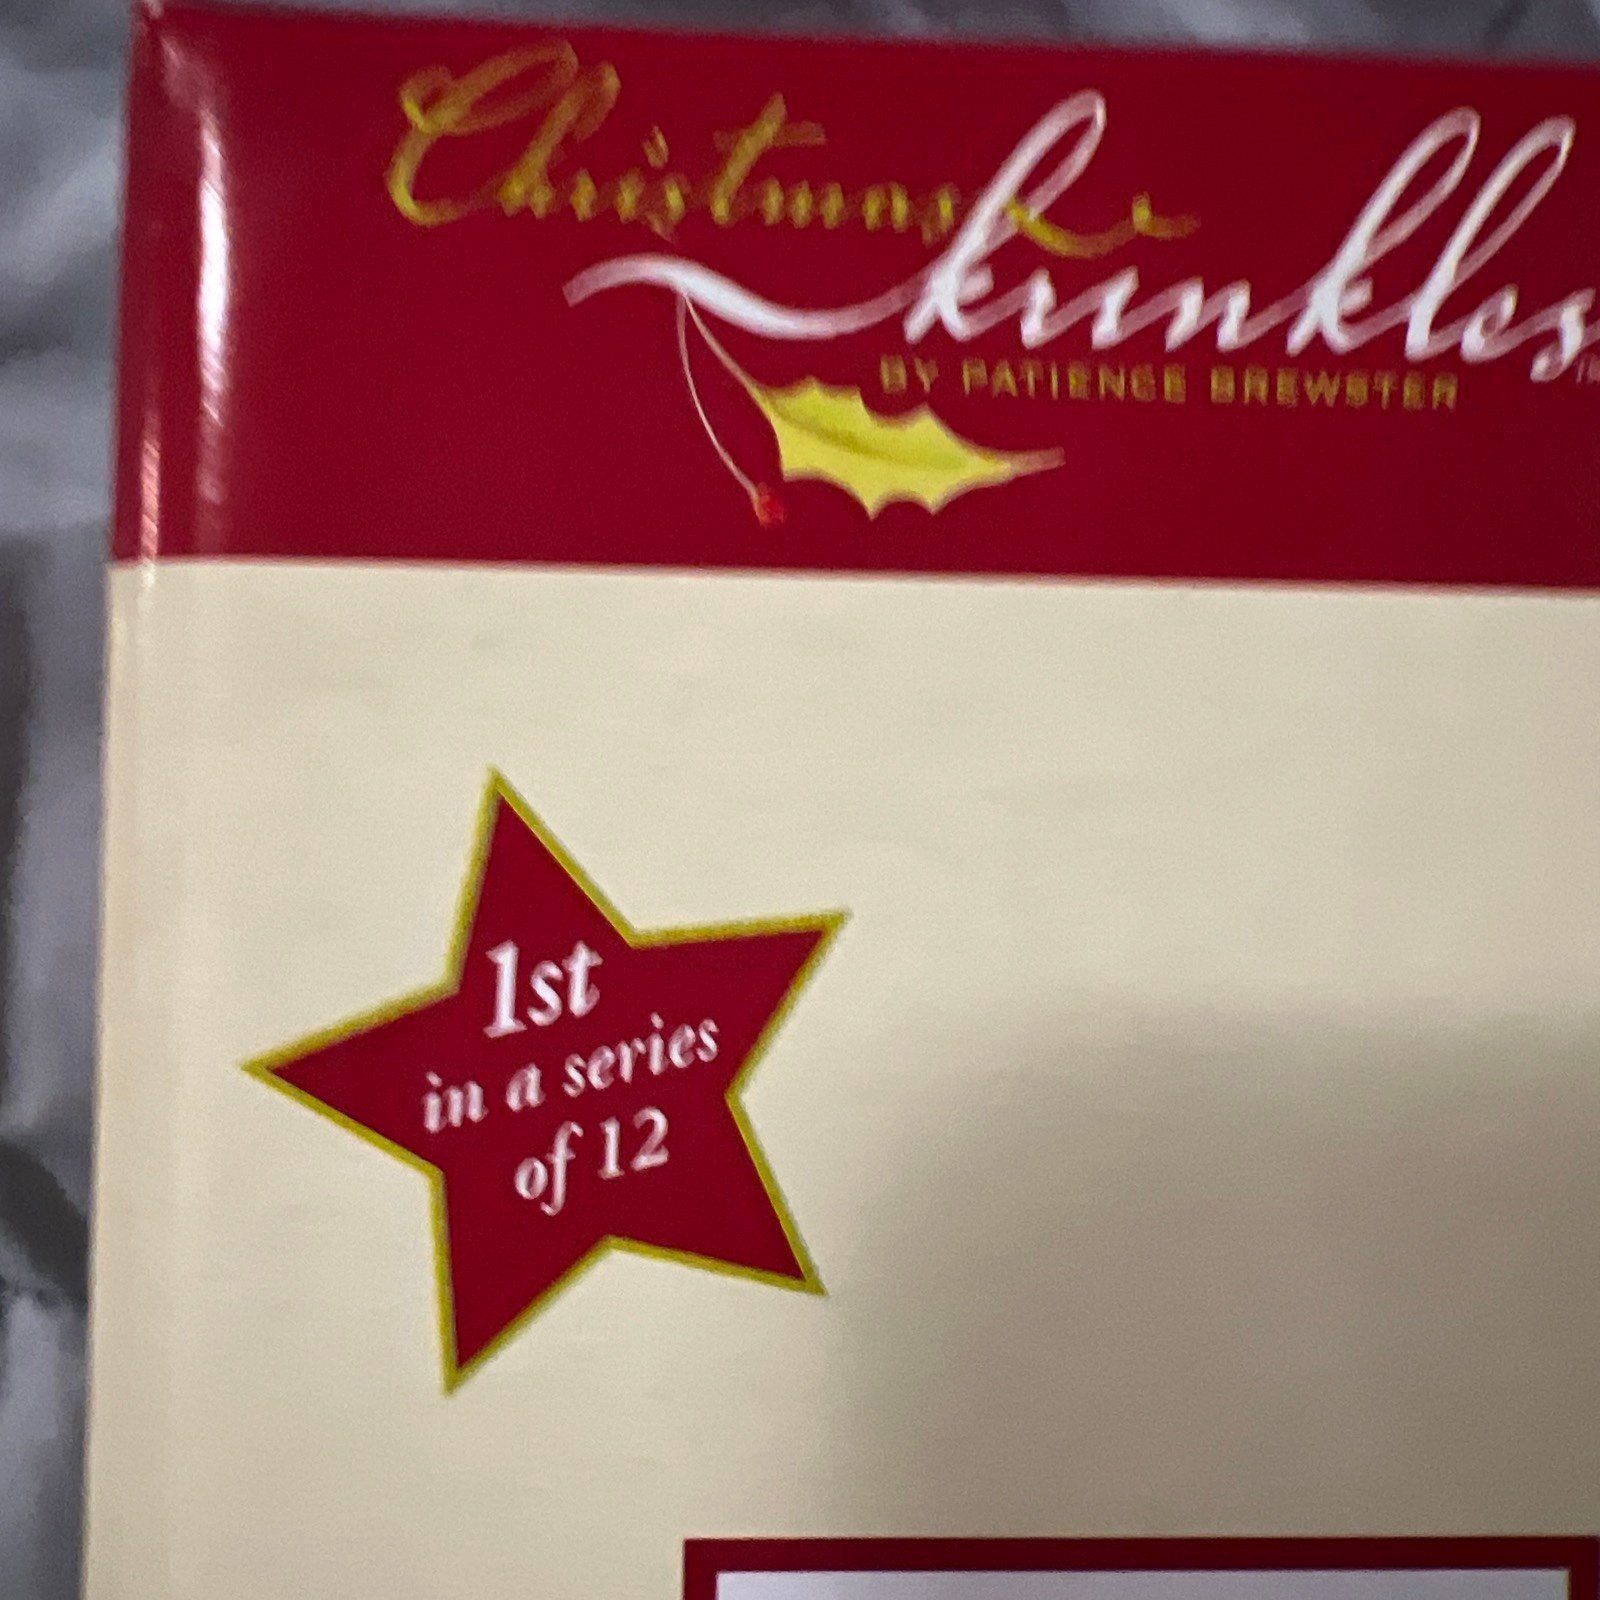 Christmas
krinkles
BY PATIENCE BREWSTER
1st
in a series
of 12